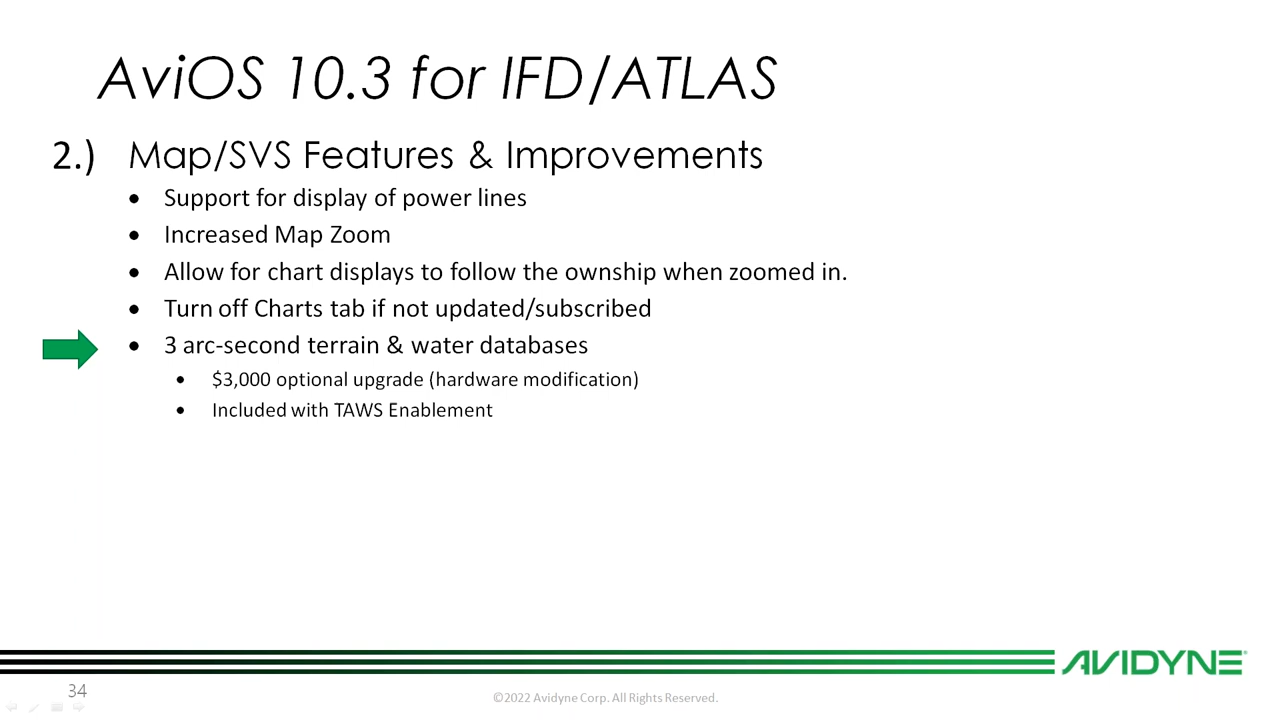 AviOS 10.3 for IFD/ATLAS
2.) Map/SVS Features & Improvements
• Support for display of power lines
• Increased Map Zoom
• Allow for chart displays to follow the ownship when zoomed in.
• Turn off Charts tab if not updated/subscribed
• 3 arc-second terrain & water databases
• $3,000 optional upgrade (hardware modification)
• Included with TAWS Enablement
AVIDYNE
34
©2022 Avidyne Corp. All Rights Reserved.